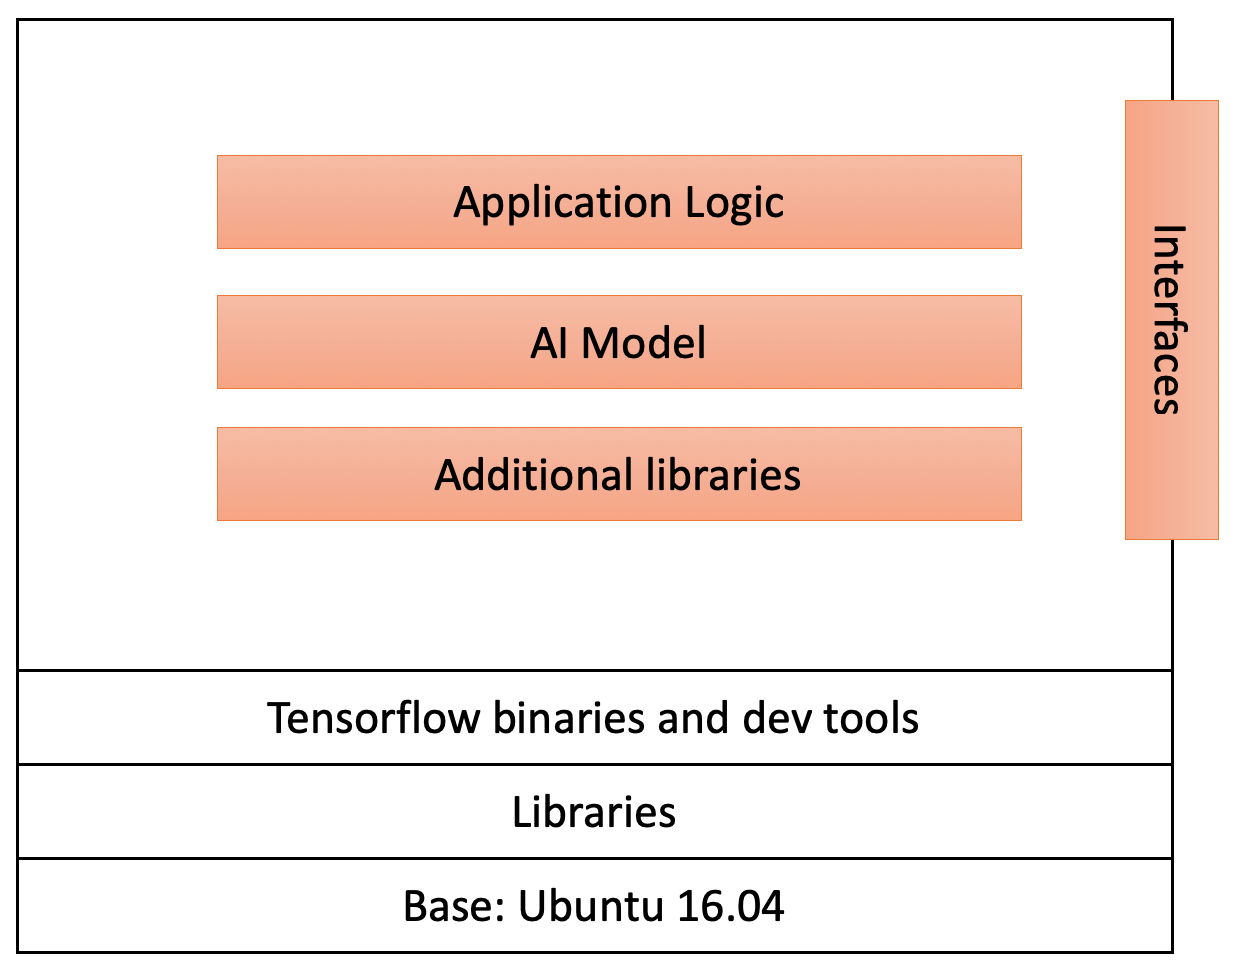 Application Logic
AI Model
Additional libraries
Interfaces
Tensorflow binaries and dev tools
Libraries
Base: Ubuntu 16.04